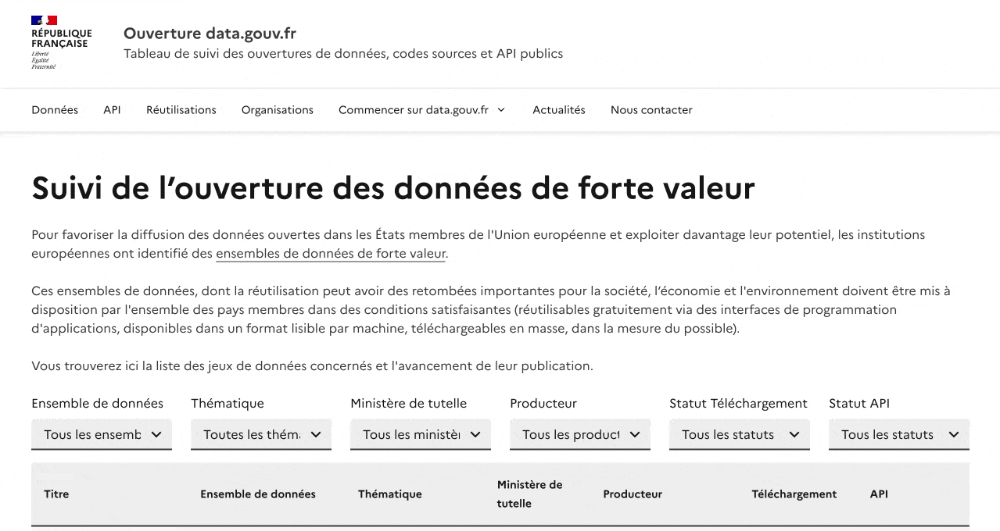 RÉPUBLIQUE
FRANÇAISE
Liberté
Égalité
Fraternité
Ouverture data.gouv.fr
Tableau de suivi des ouvertures de données, codes sources et API publics
Données API Réutilisations Organisations Commencer sur data.gouv.fr Actualités Nous contacter
Suivi de l’ouverture des données de forte valeur
Pour favoriser la diffusion des données ouvertes dans les États membres de l'Union européenne et exploiter davantage leur potentiel, les institutions
européennes ont identifié des ensembles de données de forte valeur.
Ces ensembles de données, dont la réutilisation peut avoir des retombées importantes pour la société, l’économie et l'environnement doivent être mis à
disposition par l'ensemble des pays membres dans des conditions satisfaisantes (réutilisables gratuitement via des interfaces de programmation
d'applications, disponibles dans un format lisible par machine, téléchargeables en masse, dans la mesure du possible).
Vous trouverez ici la liste des jeux de données concernés et l'avancement de leur publication.
Ensemble de données Thématique Ministère de tutelle Producteur Statut Téléchargement Statut API
Tous les ensemb Toutes les thém Tous les ministè Tous les product Tous les statuts Tous les statuts
Titre Ensemble de données Thématique Ministère de tutelle Producteur Téléchargement API